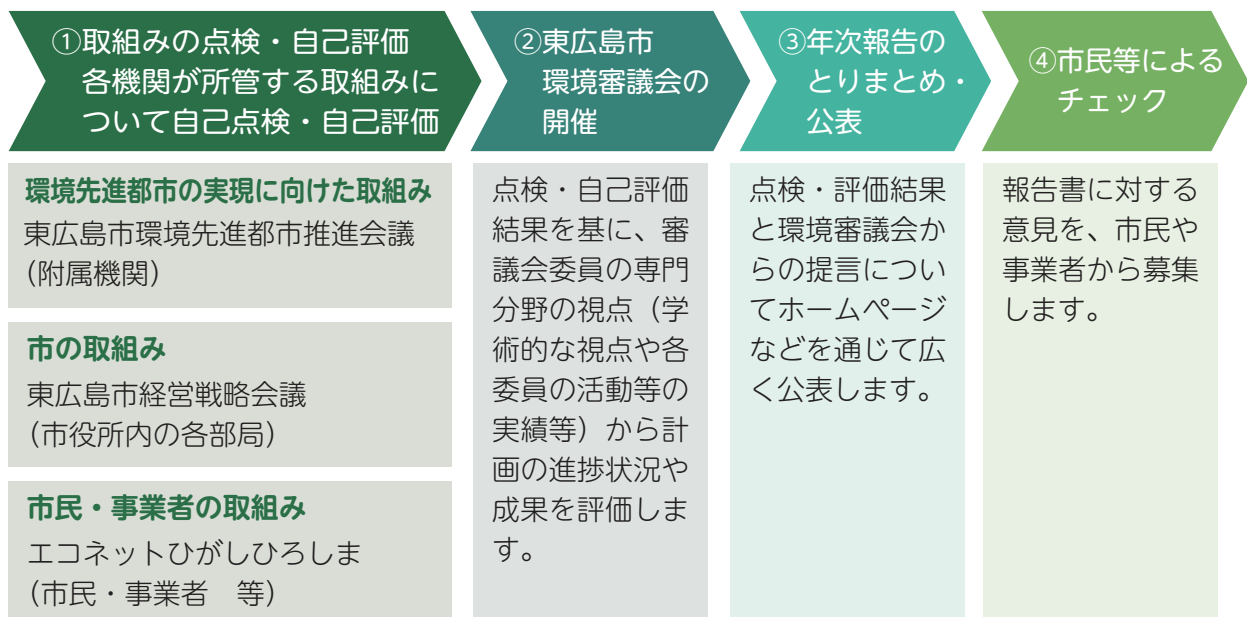 ①取組みの点検・自己評価
各機関が所管する取組みに
ついて自己点検・自己評価
環境先進都市の実現に向けた取組み
東広島市環境先進都市推進会議
(附属機関)
市の取組み
東広島市経営戦略会議
(市役所内の各部局)
市民・事業者の取組み
エコネットひがしひろしま
(市民・事業者　等)
②東広島市
環境審議会の
開催
点検・自己評価
結果を基に、審
議会委員の専門
分野の視点（学
術的な視点や各
委員の活動等の
実績等）から計
画の進捗状況や
成果を評価しま
す。
③年次報告の
とりまとめ・
公表
点検・評価結果
と環境審議会か
らの提言につい
てホームページ
などを通じて広
く公表します。
④市民等による
チェック
報告書に対する
意見を、市民や
事業者から募集
します。